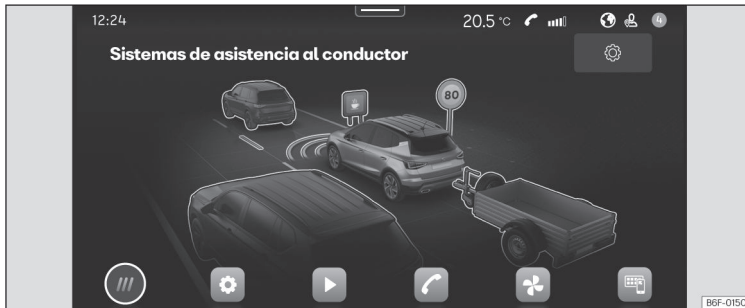 12:24
20.5 °C
4
Sistemas de asistencia al conductor
80
B6F-0150